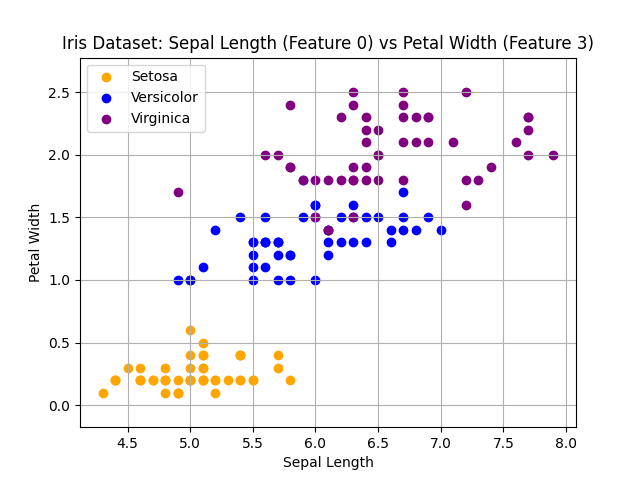 Iris Dataset: Sepal Length (Feature 0) vs Petal Width (Feature 3)
Setosa
Versicolor
Virginica
Petal Width
2.5
2.0
1.5
1.0
0.5
0.0
4.5 5.0 5.5 6.0 6.5 7.0 7.5 8.0
Sepal Length